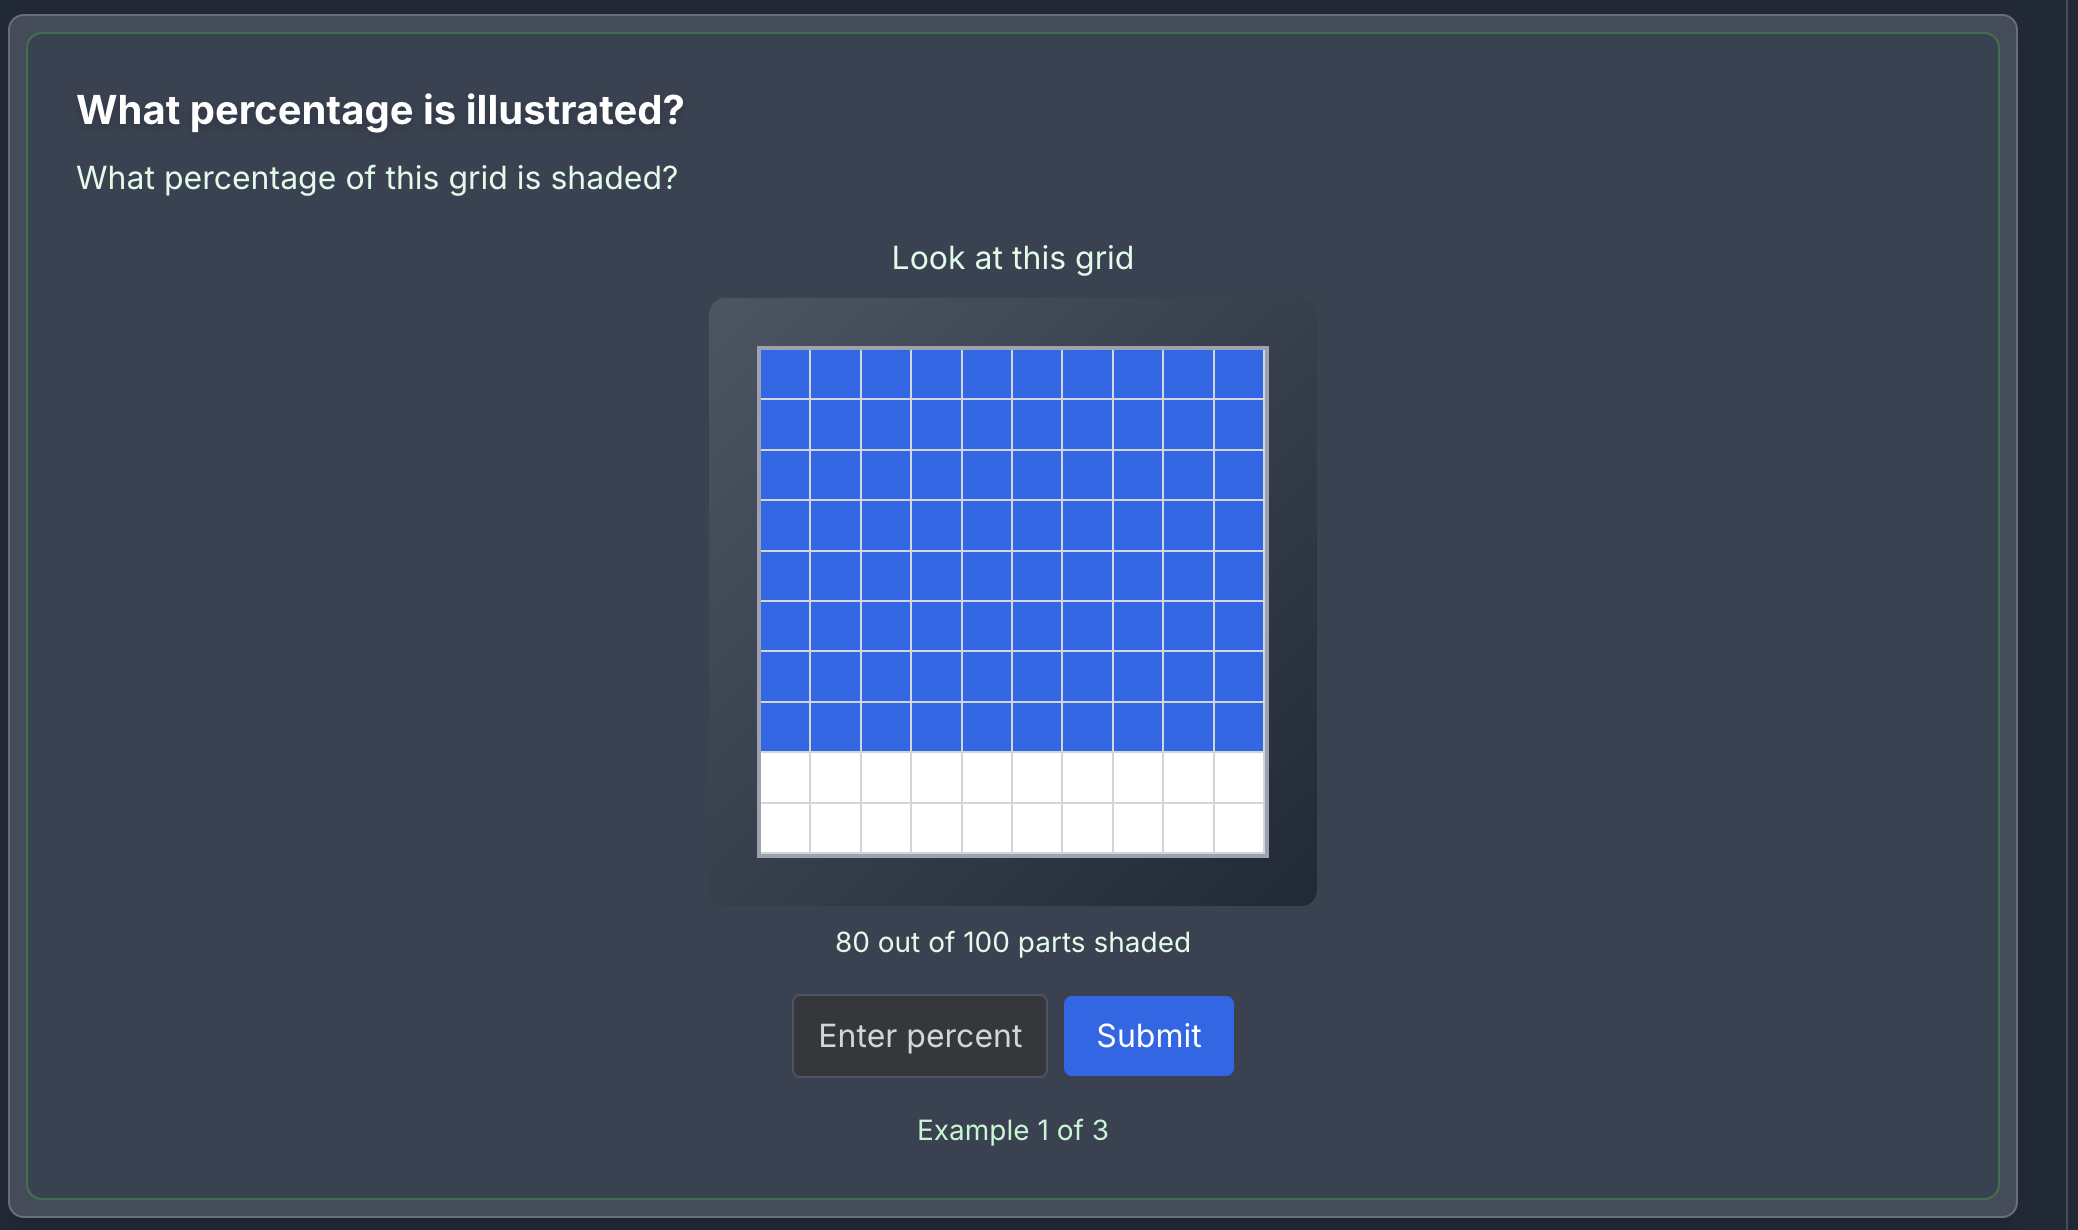 What percentage is illustrated?
What percentage of this grid is shaded?
Look at this grid
80 out of 100 parts shaded
Enter percent
Submit
Example 1 of 3